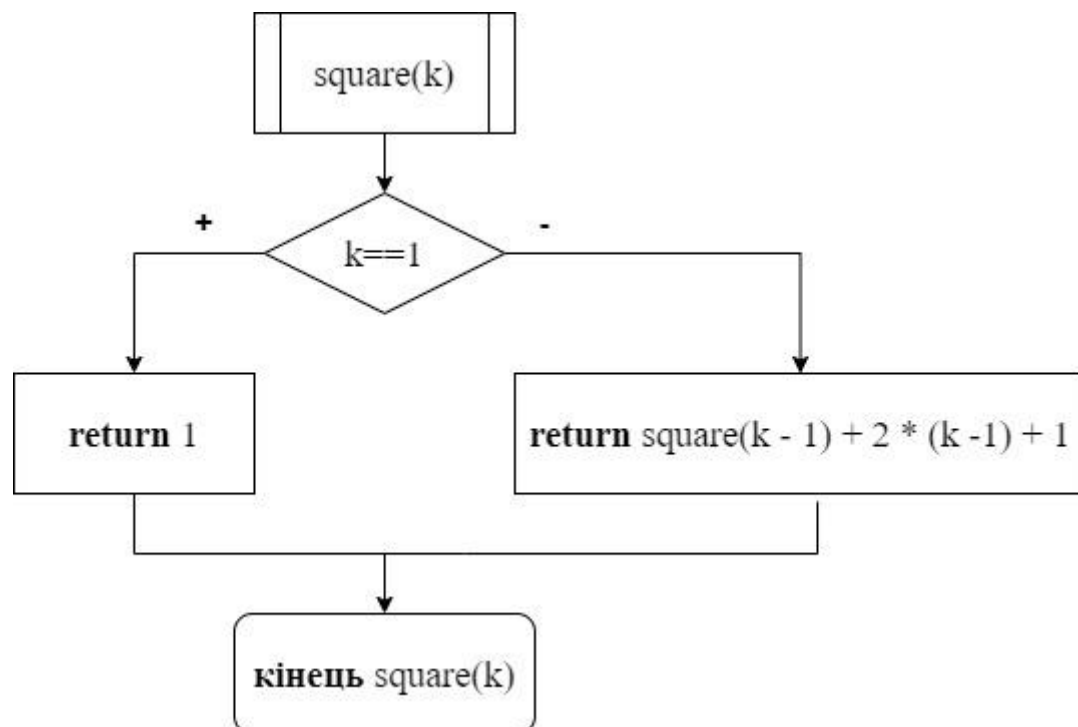 square(k)
+
-
k==1
return 1
return square(k - 1) + 2 * (k -1) + 1
кінець square(k)